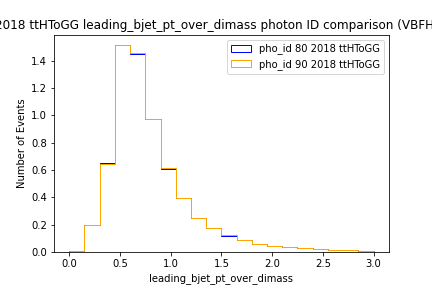 2018 ttHToGG leading_bjet_pt_over_dimass photon ID comparison (VBFH
pho_id 80 2018 ttHToGG
pho_id 90 2018 ttHToGG
Number of Events
1.4
1.2
1.0
0.8
0.6
0.4
0.2
0.0
0.0 0.5 1.0 1.5 2.0 2.5 3.0
leading_bjet_pt_over_dimass